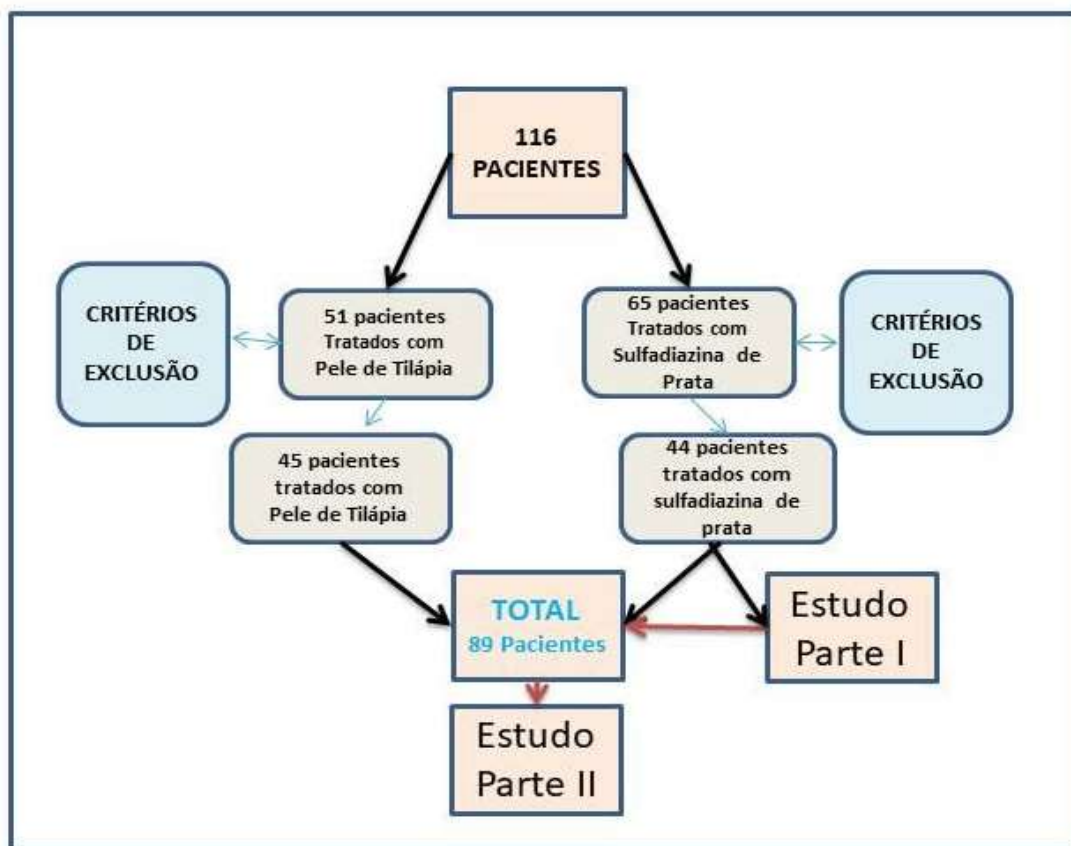 116
PACIENTES
CRITÉRIOS
DE
EXCLUSÃO
51 pacientes
Tratados com
Pele de Tilápia
65 pacientes
Tratados com
Sulfadiazina de
Prata
CRITÉRIOS
DE
EXCLUSÃO
45 pacientes
tratados com
Pele de Tilápia
44 pacientes
tratados com
sulfadiazina de
prata
TOTAL
89 Pacientes
Estudo
Parte I
Estudo
Parte II